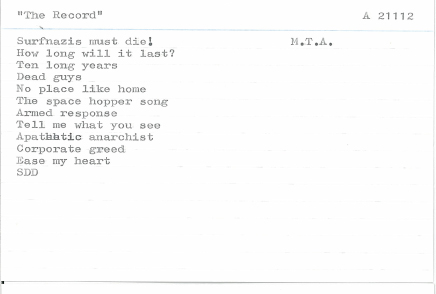 "The Record" A 21112
Surfnazis must die! M.T.A.
How long will it last?
Ten long years
Dead guys
No place like home
The space hopper song
Armed response
Tell me what you see
Apathhtic anarchist
Corporate greed
Ease my heart
SDD